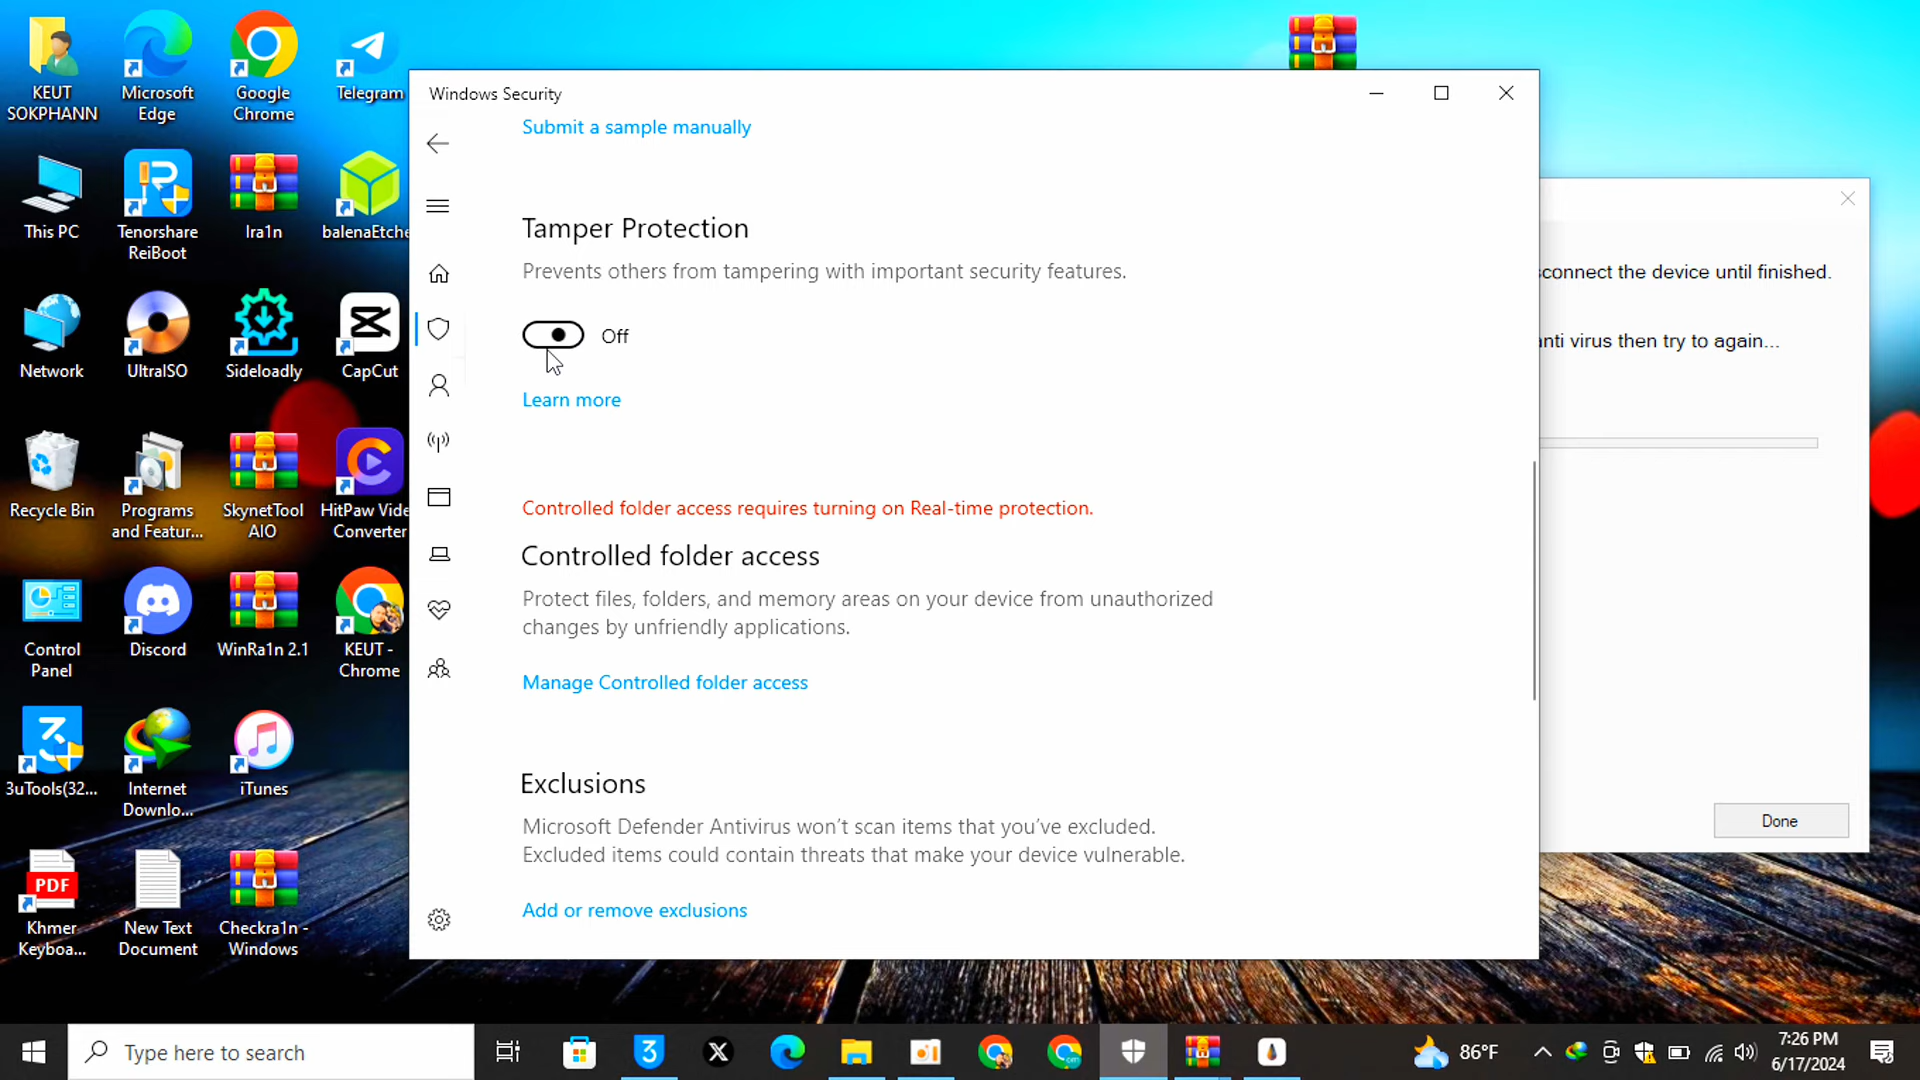 KEUT
SOKPHANN
Microsoft
Edge
Google
Chrome
Telegram
This PC
Tenorshare
ReiBoot
Ira1n
balenaEtche
Network
UltraISO
Sideloadly
CapCut
Recycle Bin
Programs
and Featur...
SkynetTool
AIO
HitPaw Vide
Converter
Control
Panel
Discord
WinRa1n 2.1
KEUT -
Chrome
3uTools(32...
Internet
Downlo...
iTunes
PDF
Khmer
Keyboa...
New Text
Document
Checkra1n -
Windows
Windows Security
Submit a sample manually
Tamper Protection
Prevents others from tampering with important security features.
Off
Learn more
Controlled folder access requires turning on Real-time protection.
Controlled folder access
Protect files, folders, and memory areas on your device from unauthorized
changes by unfriendly applications.
Manage Controlled folder access
Exclusions
Microsoft Defender Antivirus won't scan items that you've excluded.
Excluded items could contain threats that make your device vulnerable.
Add or remove exclusions
sconnect the device until finished.
anti virus then try to again...
Done
Type here to search
86°F
7:26 PM
6/17/2024